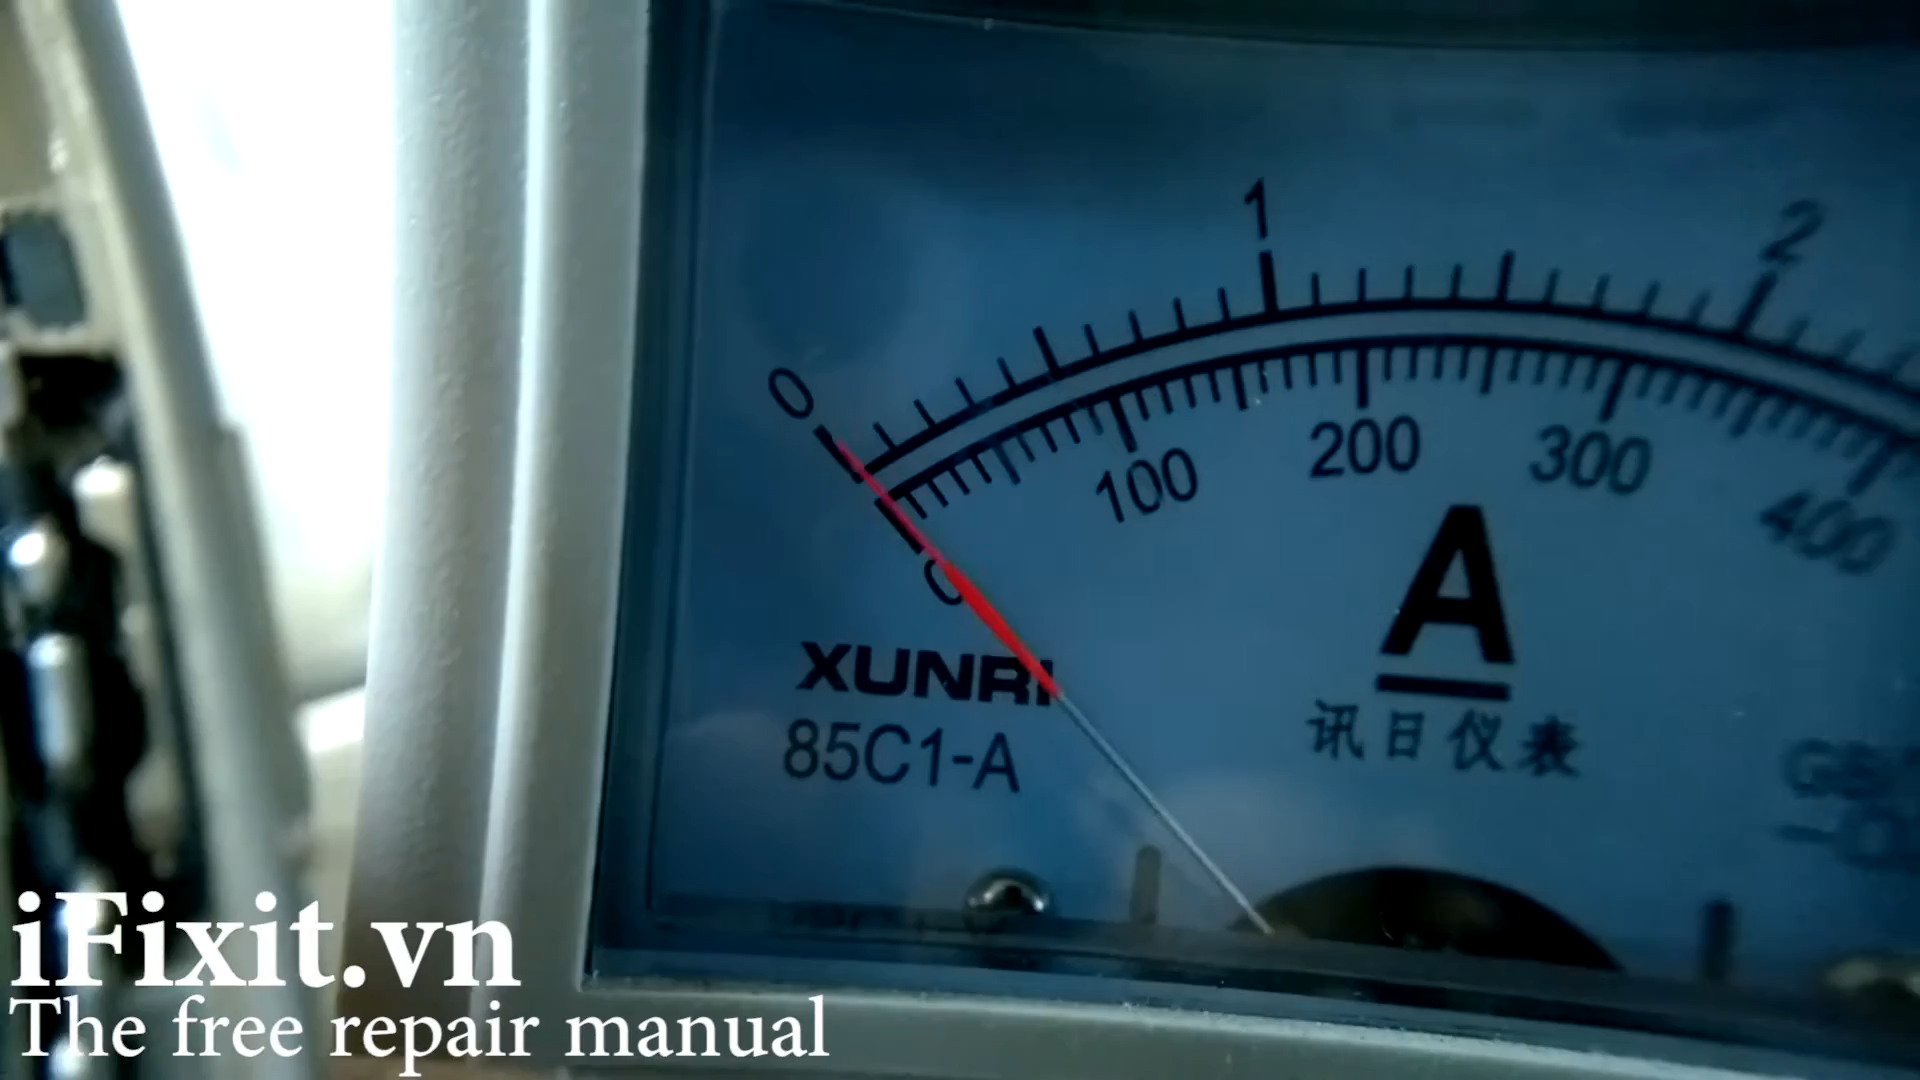 0 1 2
0 100 200 300 400
A
XUNRI
讯日仪表
85C1-A
iFixit.vn
The free repair manual